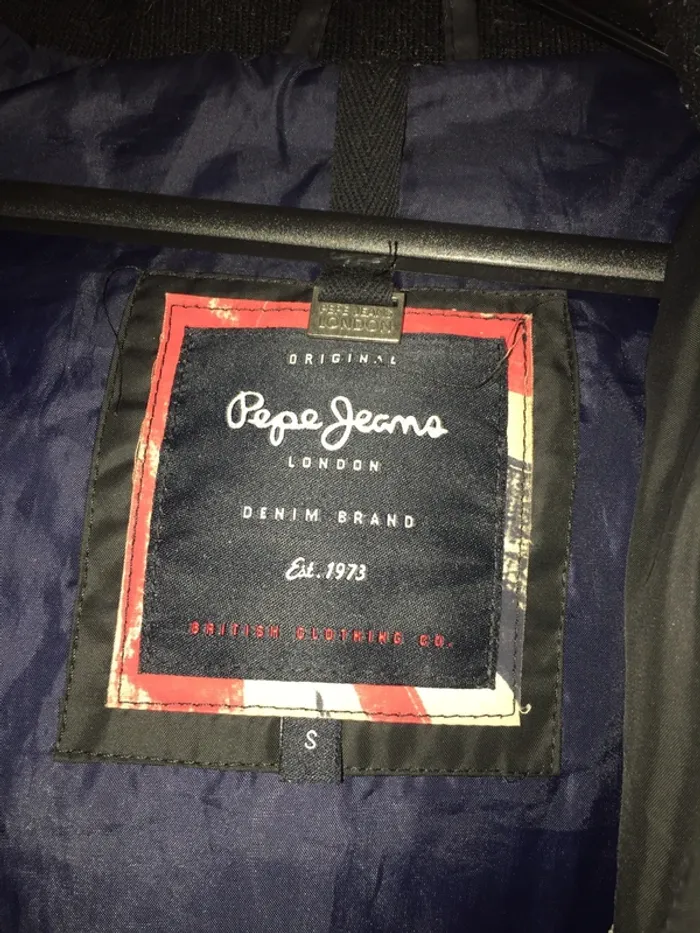 PEPE JEANS
LONDON
ORIGINAL
Pepe Jeans
LONDON
DENIM BRAND
Est. 1973
BRITISH CLOTHING CO.
S